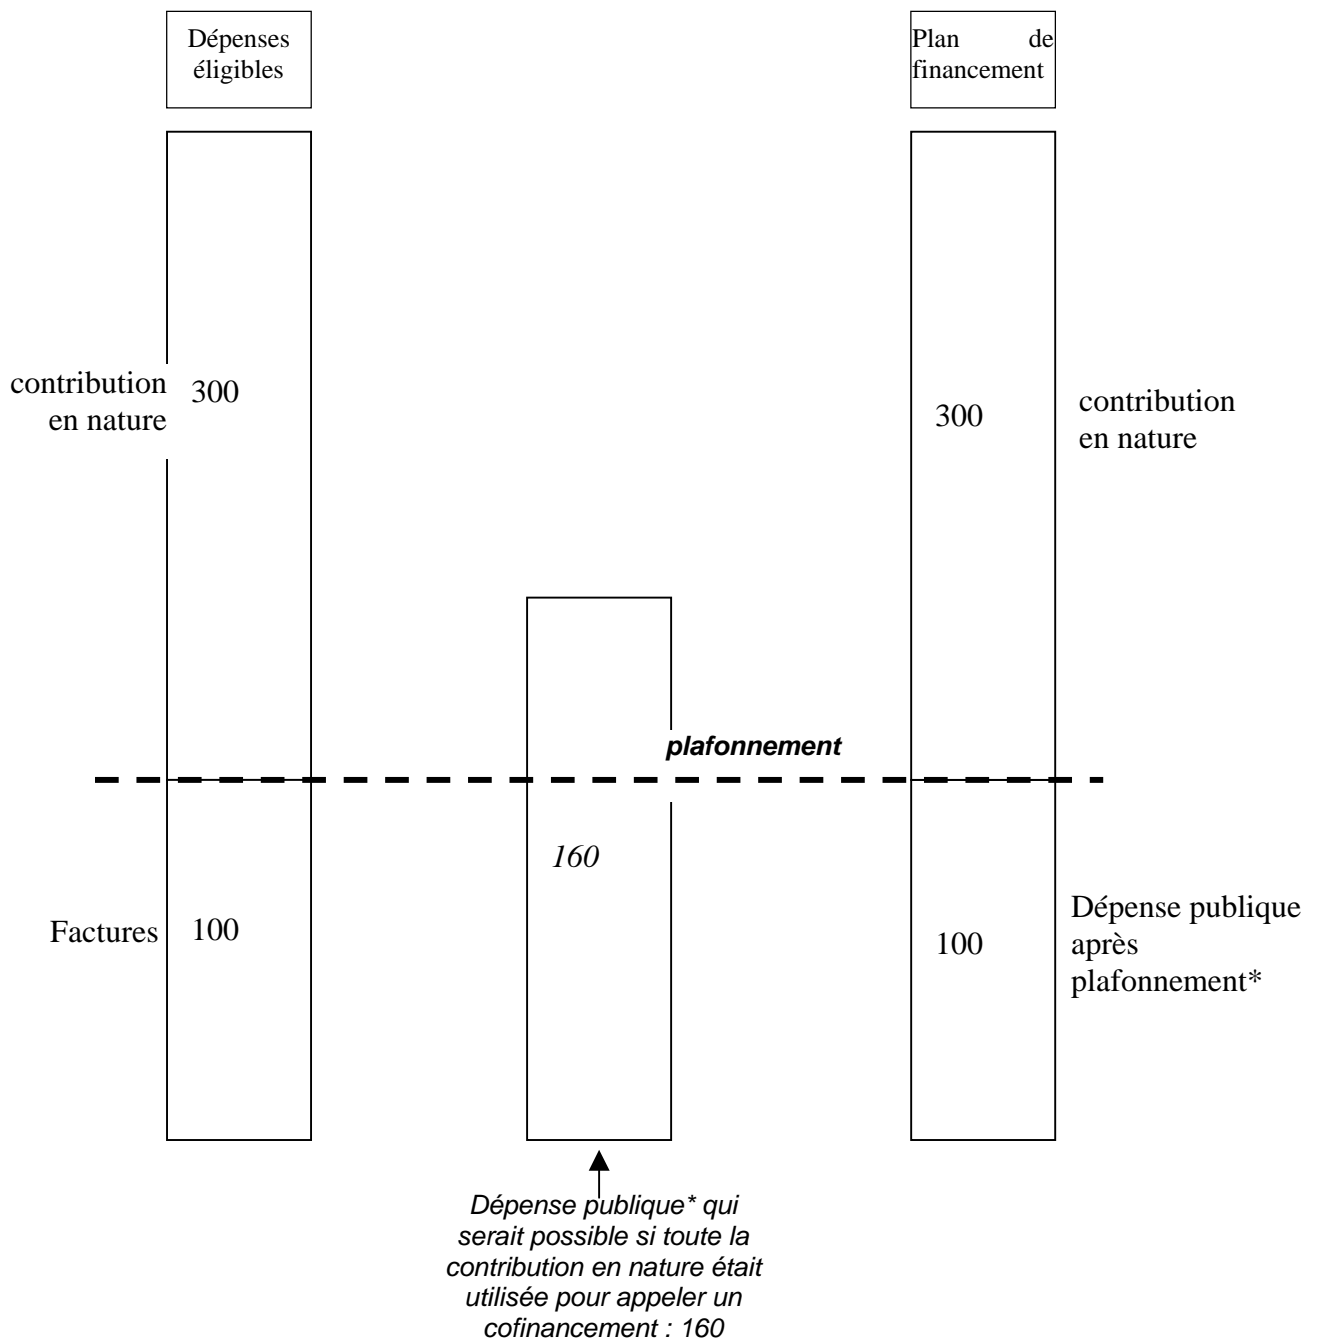 Dépenses
éligibles
Plan de
financement
contribution
en nature
300
300
contribution
en nature
plafonnement
160
Factures
100
100
Dépense publique
après
plafonnement*
Dépense publique* qui
serait possible si toute la
contribution en nature était
utilisée pour appeler un
cofinancement : 160